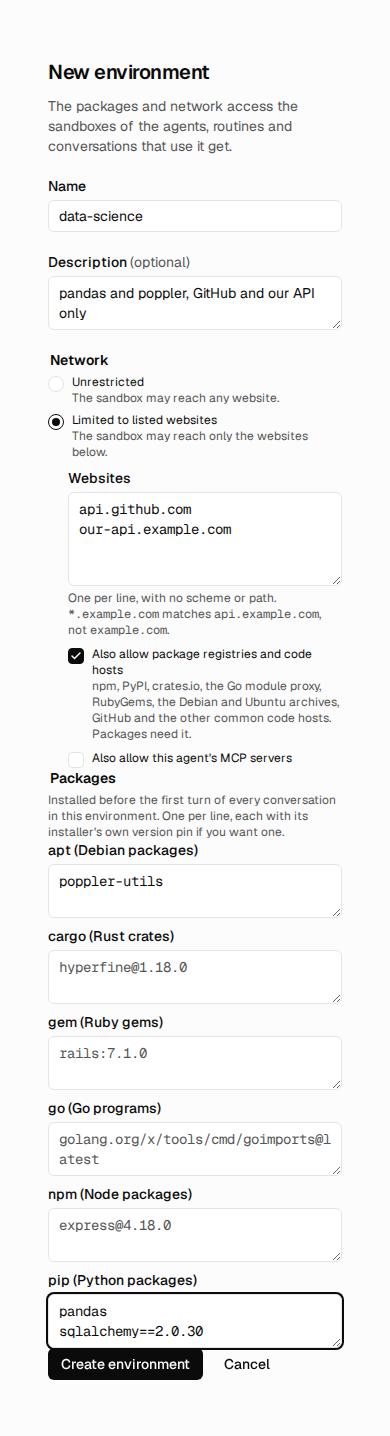 New environment
The packages and network access the
sandboxes of the agents, routines and
conversations that use it get.
Name
data-science
Description (optional)
pandas and poppler, GitHub and our API
only
Network
Unrestricted
The sandbox may reach any website.
Limited to listed websites
The sandbox may reach only the websites
below.
Websites
api.github.com
our-api.example.com
One per line, with no scheme or path.
*.example.com matches api.example.com,
not example.com.
Also allow package registries and code
hosts
npm, PyPI, crates.io, the Go module proxy,
RubyGems, the Debian and Ubuntu archives,
GitHub and the other common code hosts.
Packages need it.
Also allow this agent's MCP servers
Packages
Installed before the first turn of every conversation
in this environment. One per line, each with its
installer's own version pin if you want one.
apt (Debian packages)
poppler-utils
cargo (Rust crates)
hyperfine@1.18.0
gem (Ruby gems)
rails:7.1.0
go (Go programs)
golang.org/x/tools/cmd/goimports@l
atest
npm (Node packages)
express@4.18.0
pip (Python packages)
pandas
sqlalchemy==2.0.30
Create environment Cancel